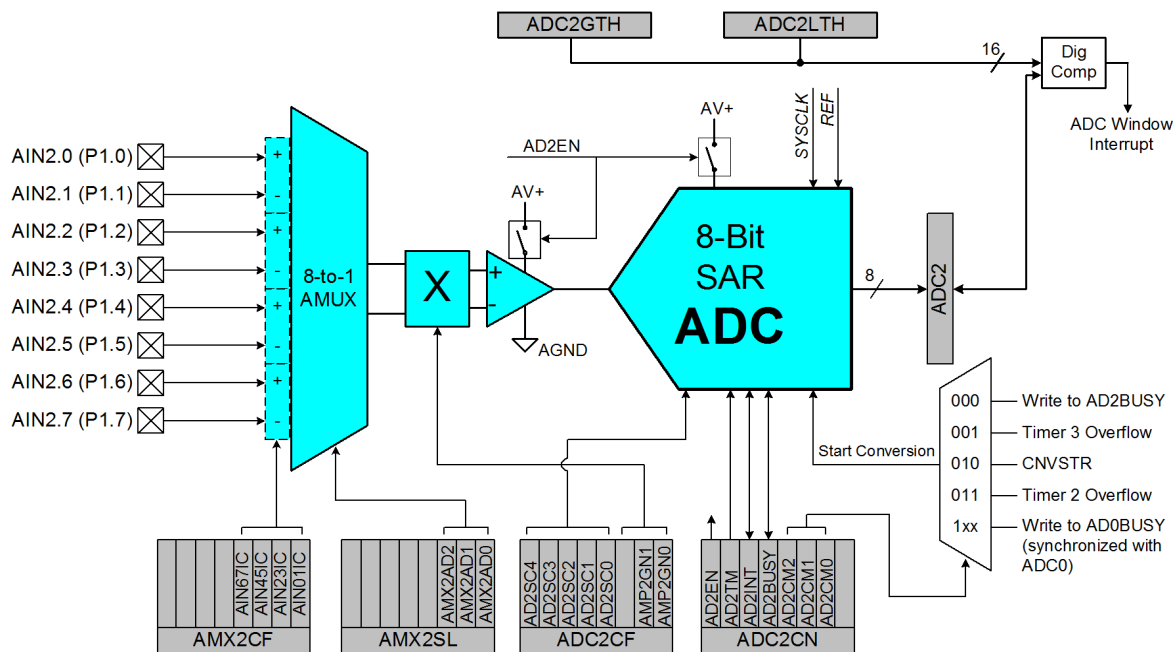 ADC2GTH
ADC2LTH
16
Dig
Comp
ADC Window
Interrupt
AV+
SYSCLK
REF
AD2EN
AV+
AIN2.0 (P1.0)
+
AIN2.1 (P1.1)
-
AIN2.2 (P1.2)
+
AIN2.3 (P1.3)
-
AIN2.4 (P1.4)
+
AIN2.5 (P1.5)
-
AIN2.6 (P1.6)
+
AIN2.7 (P1.7)
-
8-to-1
AMUX
X
+
-
AGND
8-Bit
SAR
ADC
8
ADC2
Start Conversion
000
Write to AD2BUSY
001
Timer 3 Overflow
010
CNVSTR
011
Timer 2 Overflow
1xx
Write to AD0BUSY
(synchronized with
ADC0)
AIN67IC
AIN45IC
AIN23IC
AIN01IC
AMX2CF
AMX2AD2
AMX2AD1
AMX2AD0
AMX2SL
AD2SC4
AD2SC3
AD2SC2
AD2SC1
AD2SC0
AMP2GN1
AMP2GN0
ADC2CF
AD2EN
AD2TM
AD2INT
AD2BUSY
AD2CM2
AD2CM1
AD2CM0
ADC2CN